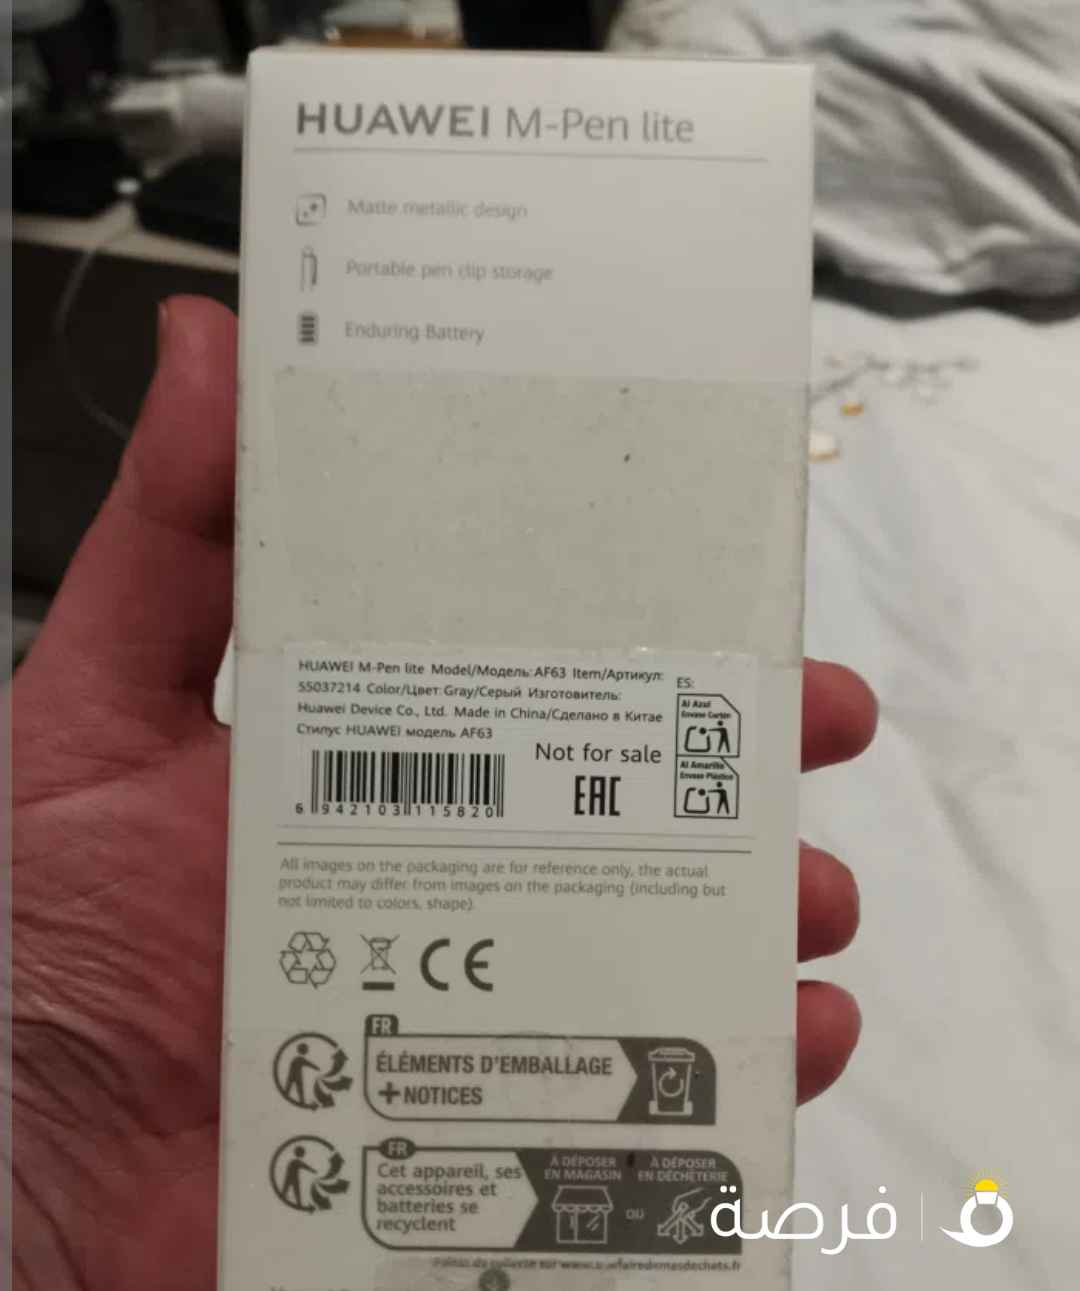 HUAWEI M-Pen lite
Matte metallic design
Portable pen clip storage
Enduring Battery
HUAWEI M-Pen lite Model/Модель:AF63 Item/Артикул:
55037214 Color/Цвет:Gray/Серый Изготовитель:
Huawei Device Co., Ltd. Made in China/Сделано в Китае
Стилус HUAWEI модель AF63
Not for sale
EAC
6 942103 115820
ES:
Al Azul
Envase Cartón
Al Amarillo
Envase Plástico
All images on the packaging are for reference only, the actual
product may differ from images on the packaging (including but
not limited to colors, shape).
CE
FR
ÉLÉMENTS D'EMBALLAGE
+NOTICES
FR
Cet appareil, ses
accessoires et
batteries se
recyclent
À DÉPOSER
EN MAGASIN
OU
À DÉPOSER
EN DÉCHÈTERIE
فرصة